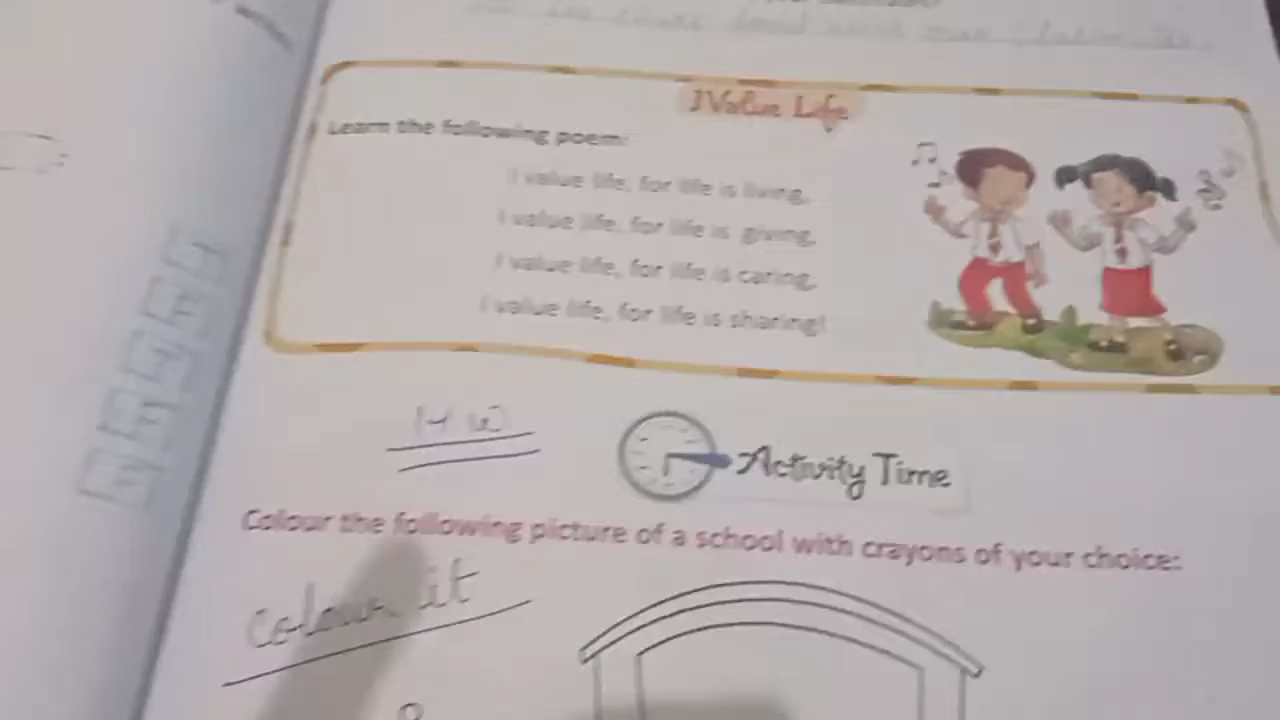 I Value Life
Learn the following poem:
I value life, for life is living,
I value life, for life is giving,
I value life, for life is caring,
I value life, for life is sharing!
H W
Activity Time
Colour the following picture of a school with crayons of your choice:
Colour it